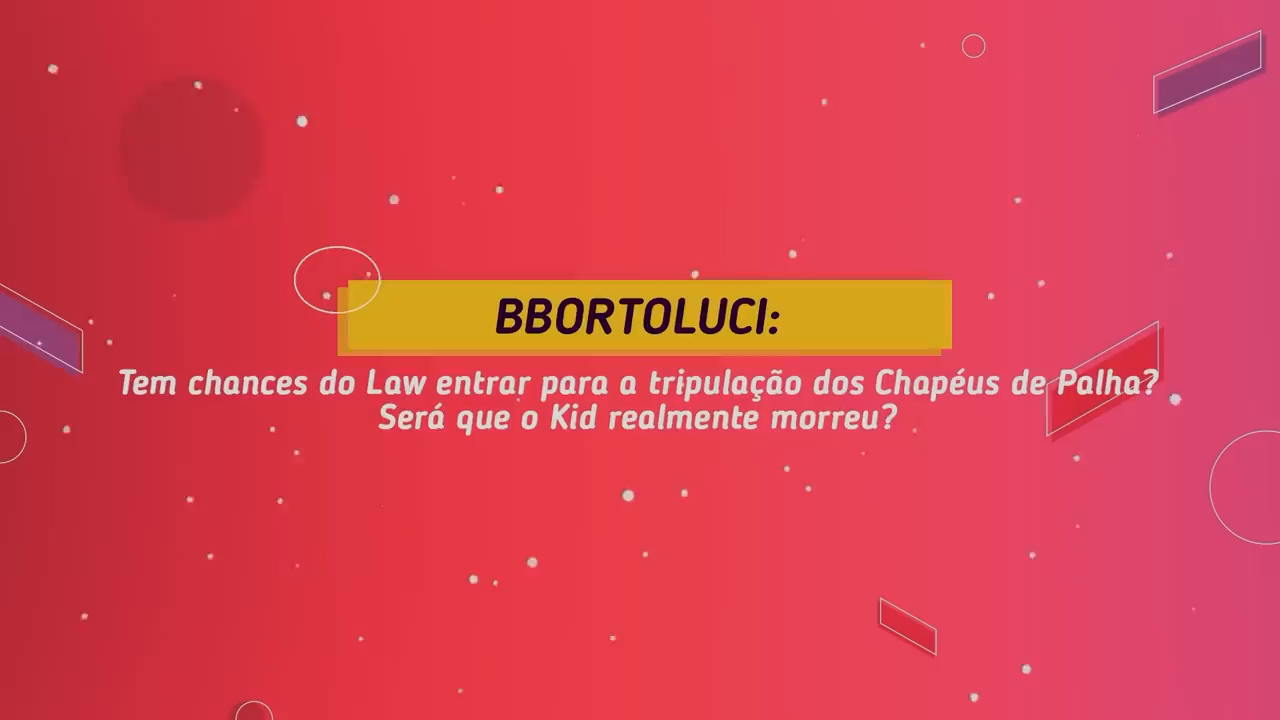 BBORTOLUCI:
Tem chances do Law entrar para a tripulação dos Chapéus de Palha?
Será que o Kid realmente morreu?